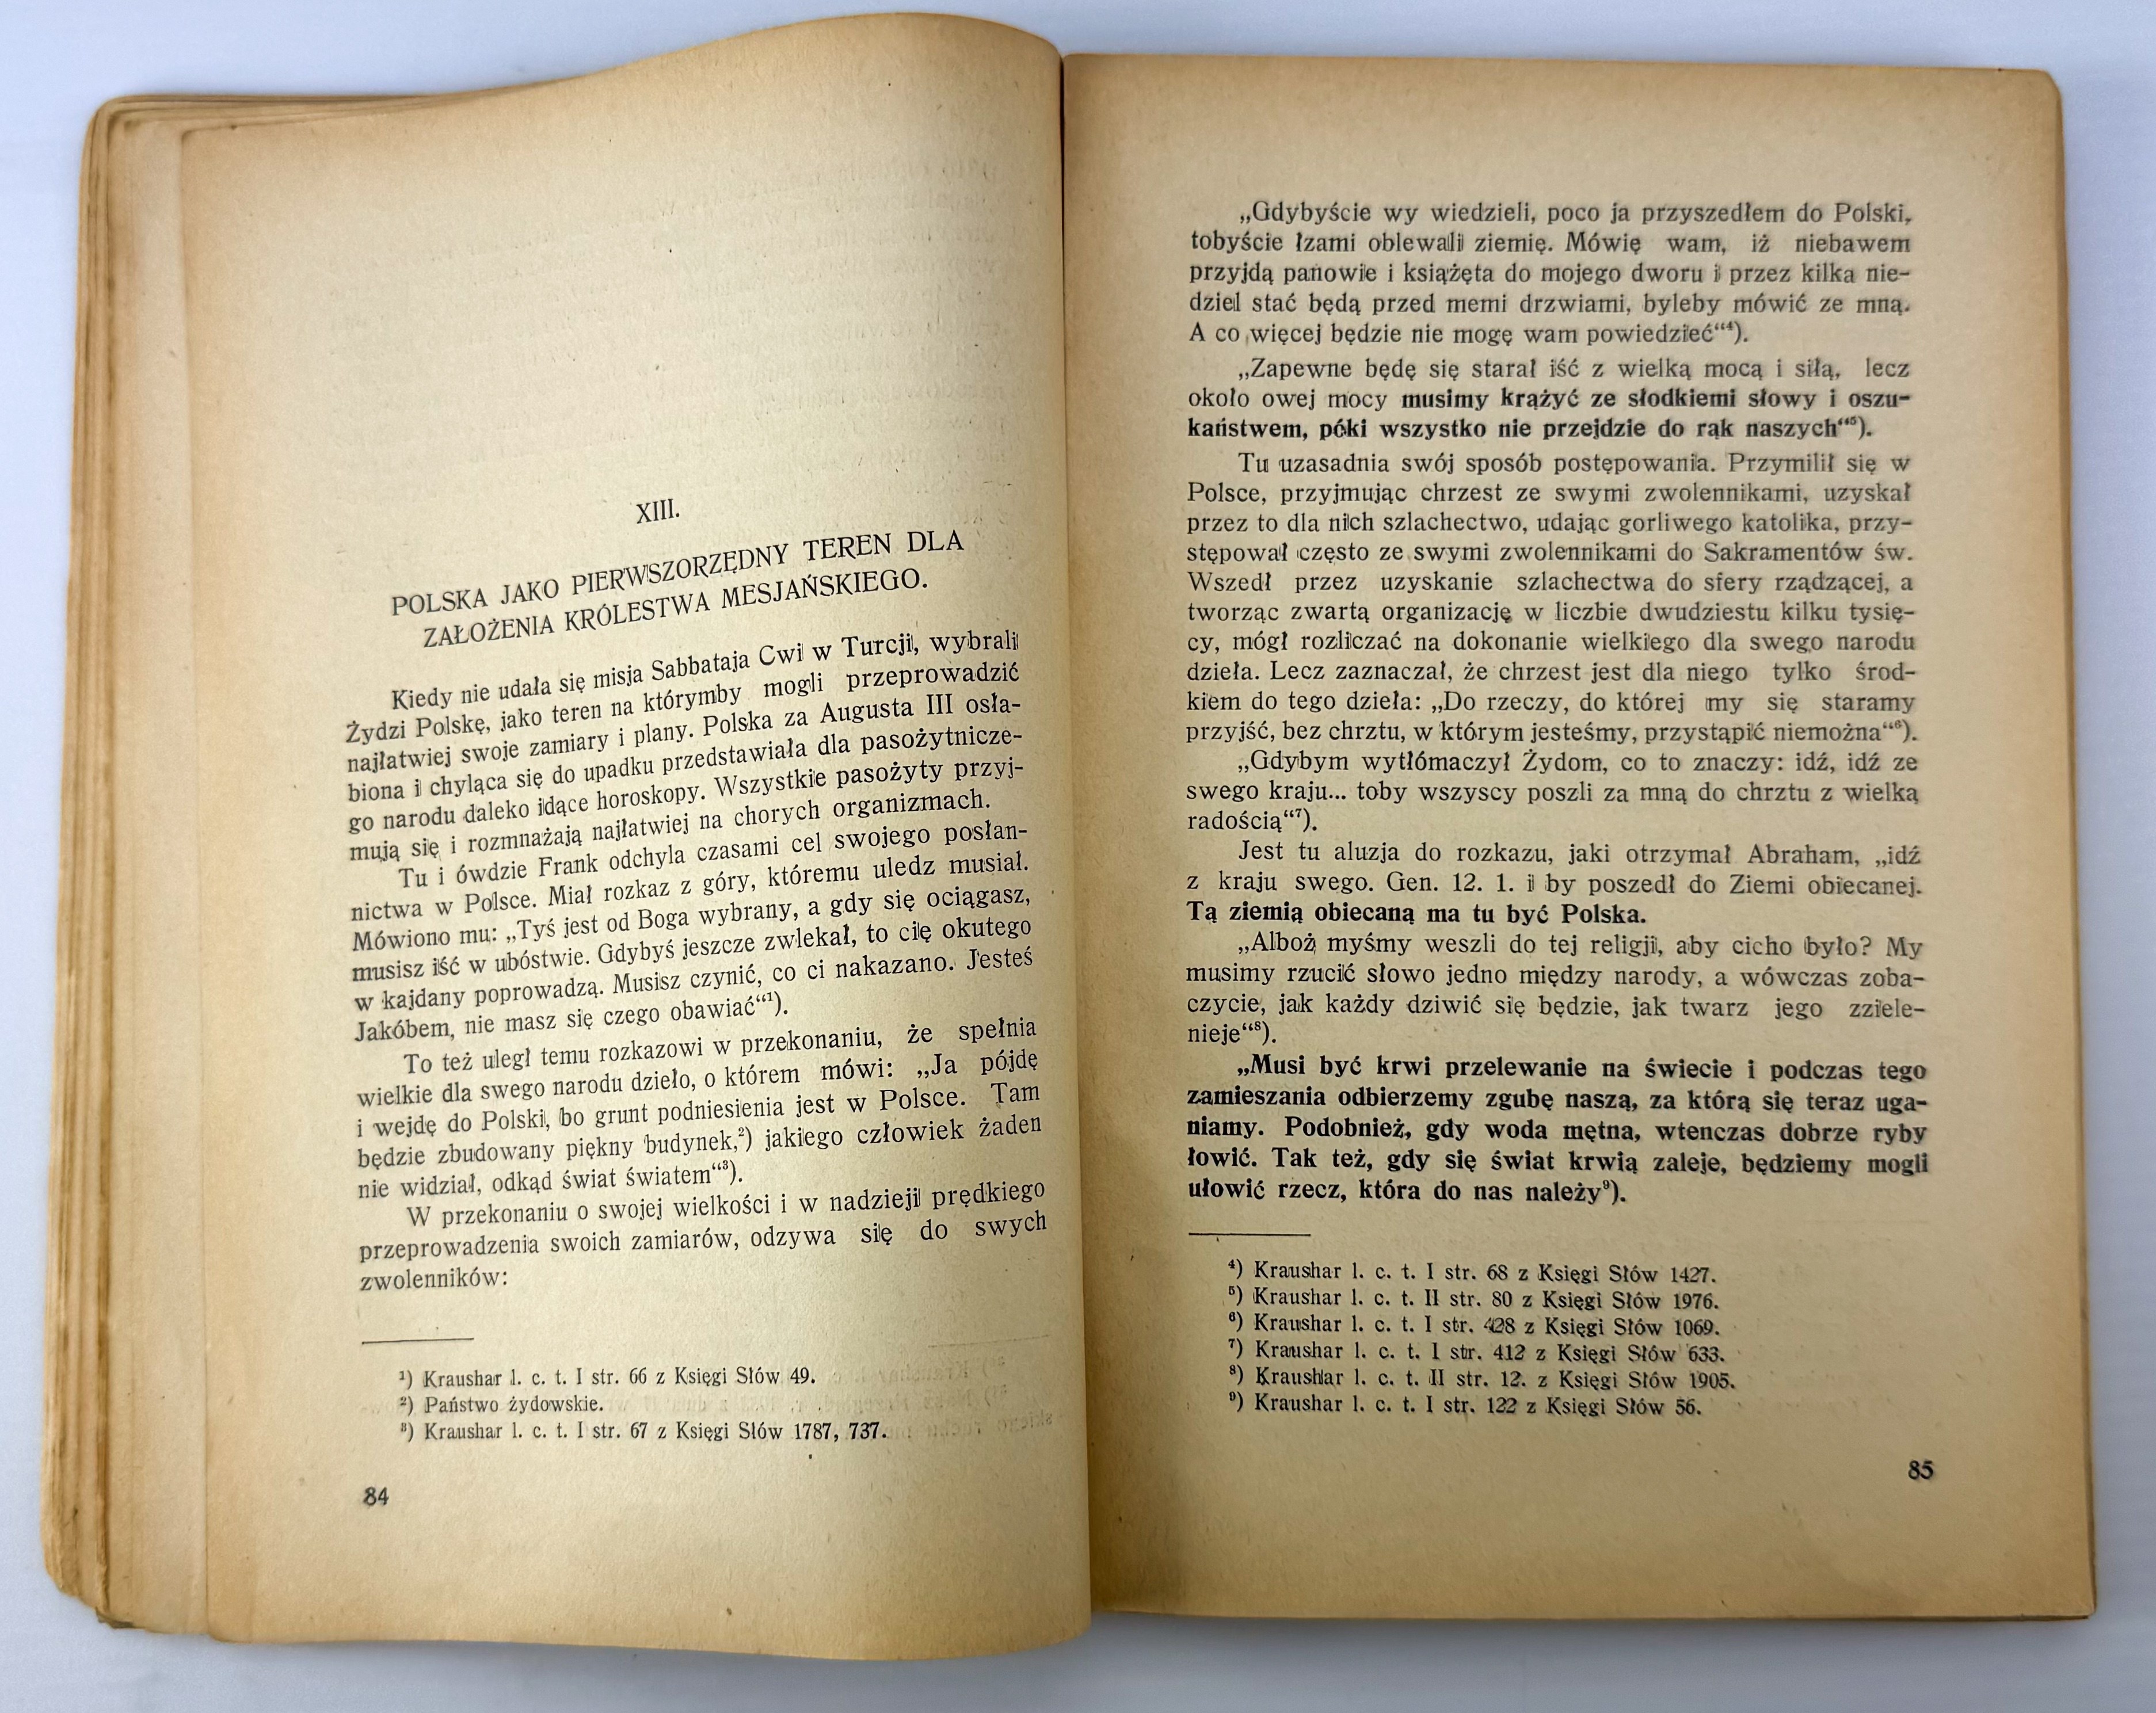 XIII.
POLSKA JAKO PIERWSZORZĘDNY TEREN DLA
ZAŁOŻENIA KRÓLESTWA MESJAŃSKIEGO.
Kiedy nie udała się misja Sabbataja Cwi w Turcji, wybrali
Żydzi Polskę, jako teren na którymby mogli przeprowadzić
najłatwiej swoje zamiary i plany. Polska za Augusta III osła-
biona i chyląca się do upadku przedstawiała dla pasożytnicze-
go narodu daleko idące horoskopy. Wszystkie pasożyty przyj-
mują się i rozmnażają najłatwiej na chorych organizmach.
Tu i ówdzie Frank odchyla czasami cel swojego posłan-
nictwa w Polsce. Miał rozkaz z góry, któremu uledz musiał.
Mówiono mu: „Tyś jest od Boga wybrany, a gdy się ociągasz,
musisz iść w ubóstwie. Gdybyś jeszcze zwlekał, to cię okutego
w kajdany poprowadzą. Musisz czynić, co ci nakazano. Jesteś
Jakóbem, nie masz się czego obawiać“¹).
To też uległ temu rozkazowi w przekonaniu, że spełnia
wielkie dla swego narodu dzieło, o którem mówi: „Ja pójdę
i wejdę do Polski, bo grunt podniesienia jest w Polsce. Tam
będzie zbudowany piękny budynek,²) jakiego człowiek żaden
nie widział, odkąd świat światem“³).
W przekonaniu o swojej wielkości i w nadzieji prędkiego
przeprowadzenia swoich zamiarów, odzywa się do swych
zwolenników:
¹) Kraushar l. c. t. I str. 66 z Księgi Słów 49.
²) Państwo żydowskie.
³) Kraushar l. c. t. I str. 67 z Księgi Słów 1787, 737.
84
„Gdybyście wy wiedzieli, poco ja przyszedłem do Polski,
tobyście łzami oblewali ziemię. Mówię wam, iż niebawem
przyjdą panowie i książęta do mojego dworu i przez kilka nie-
dziel stać będą przed memi drzwiami, byleby mówić ze mną.
A co więcej będzie nie mogę wam powiedzieć“⁴).
„Zapewne będę się starał iść z wielką mocą i siłą, lecz
około owej mocy musimy krążyć ze słodkiemi słowy i oszu-
kaństwem, póki wszystko nie przejdzie do rąk naszych“⁵).
Tu uzasadnia swój sposób postępowania. Przymilił się w
Polsce, przyjmując chrzest ze swymi zwolennikami, uzyskał
przez to dla nich szlachectwo, udając gorliwego katolika, przy-
stępował często ze swymi zwolennikami do Sakramentów św.
Wszedł przez uzyskanie szlachectwa do sfery rządzącej, a
tworząc zwartą organizację w liczbie dwudziestu kilku tysię-
cy, mógł rozliczać na dokonanie wielkiego dla swego narodu
dzieła. Lecz zaznaczał, że chrzest jest dla niego tylko środ-
kiem do tego dzieła: „Do rzeczy, do której my się staramy
przyjść, bez chrztu, w którym jesteśmy, przystąpić niemożna“⁶).
„Gdybym wytłómaczył Żydom, co to znaczy: idź, idź ze
swego kraju... toby wszyscy poszli za mną do chrztu z wielką
radością“⁷).
Jest tu aluzja do rozkazu, jaki otrzymał Abraham, „idź
z kraju swego. Gen. 12. 1. i by poszedł do Ziemi obiecanej.
Tą ziemią obiecaną ma tu być Polska.
„Alboż myśmy weszli do tej religji, aby cicho było? My
musimy rzucić słowo jedno między narody, a wówczas zoba-
czycie, jak każdy dziwić się będzie, jak twarz jego zziele-
nieje“⁸).
„Musi być krwi przelewanie na świecie i podczas tego
zamieszania odbierzemy zgubę naszą, za którą się teraz uga-
niamy. Podobnież, gdy woda mętna, wtenczas dobrze ryby
łowić. Tak też, gdy się świat krwią zaleje, będziemy mogli
ułowić rzecz, która do nas należy⁹).
⁴) Kraushar l. c. t. I str. 68 z Księgi Słów 1427.
⁵) Kraushar l. c. t. II str. 80 z Księgi Słów 1976.
⁶) Kraushar l. c. t. I str. 428 z Księgi Słów 1069.
⁷) Kraushar l. c. t. I str. 412 z Księgi Słów 633.
⁸) Kraushar l. c. t. II str. 12. z Księgi Słów 1905.
⁹) Kraushar l. c. t. I str. 122 z Księgi Słów 56.
85